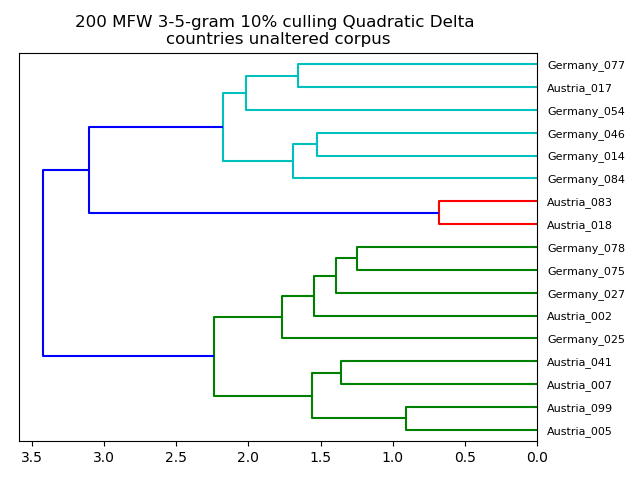 200 MFW 3-5-gram 10% culling Quadratic Delta
countries unaltered corpus
Germany_077
Austria_017
Germany_054
Germany_046
Germany_014
Germany_084
Austria_083
Austria_018
Germany_078
Germany_075
Germany_027
Austria_002
Germany_025
Austria_041
Austria_007
Austria_099
Austria_005
3.5 3.0 2.5 2.0 1.5 1.0 0.5 0.0